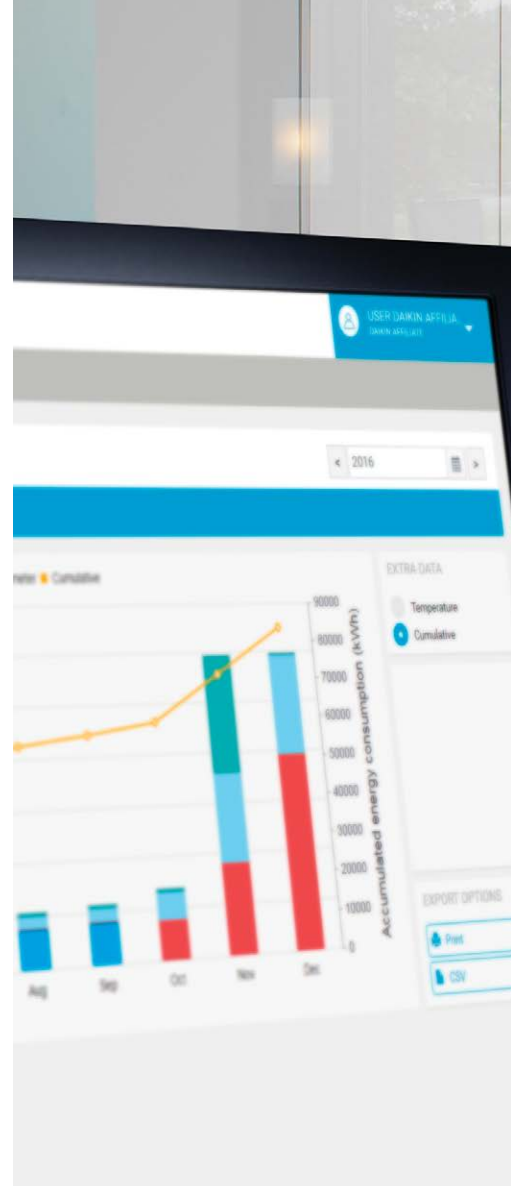 USER DAIKIN AFFILIA.
DAIKIN AFFILIATE
< 2016 >
meter Cumulative
EXTRA DATA
Temperature
Cumulative
90000
80000
70000
60000
50000
40000
30000
20000
10000
0
Accumulated energy consumption (kWh)
Aug Sep Oct Nov Dec
EXPORT OPTIONS
Print
CSV